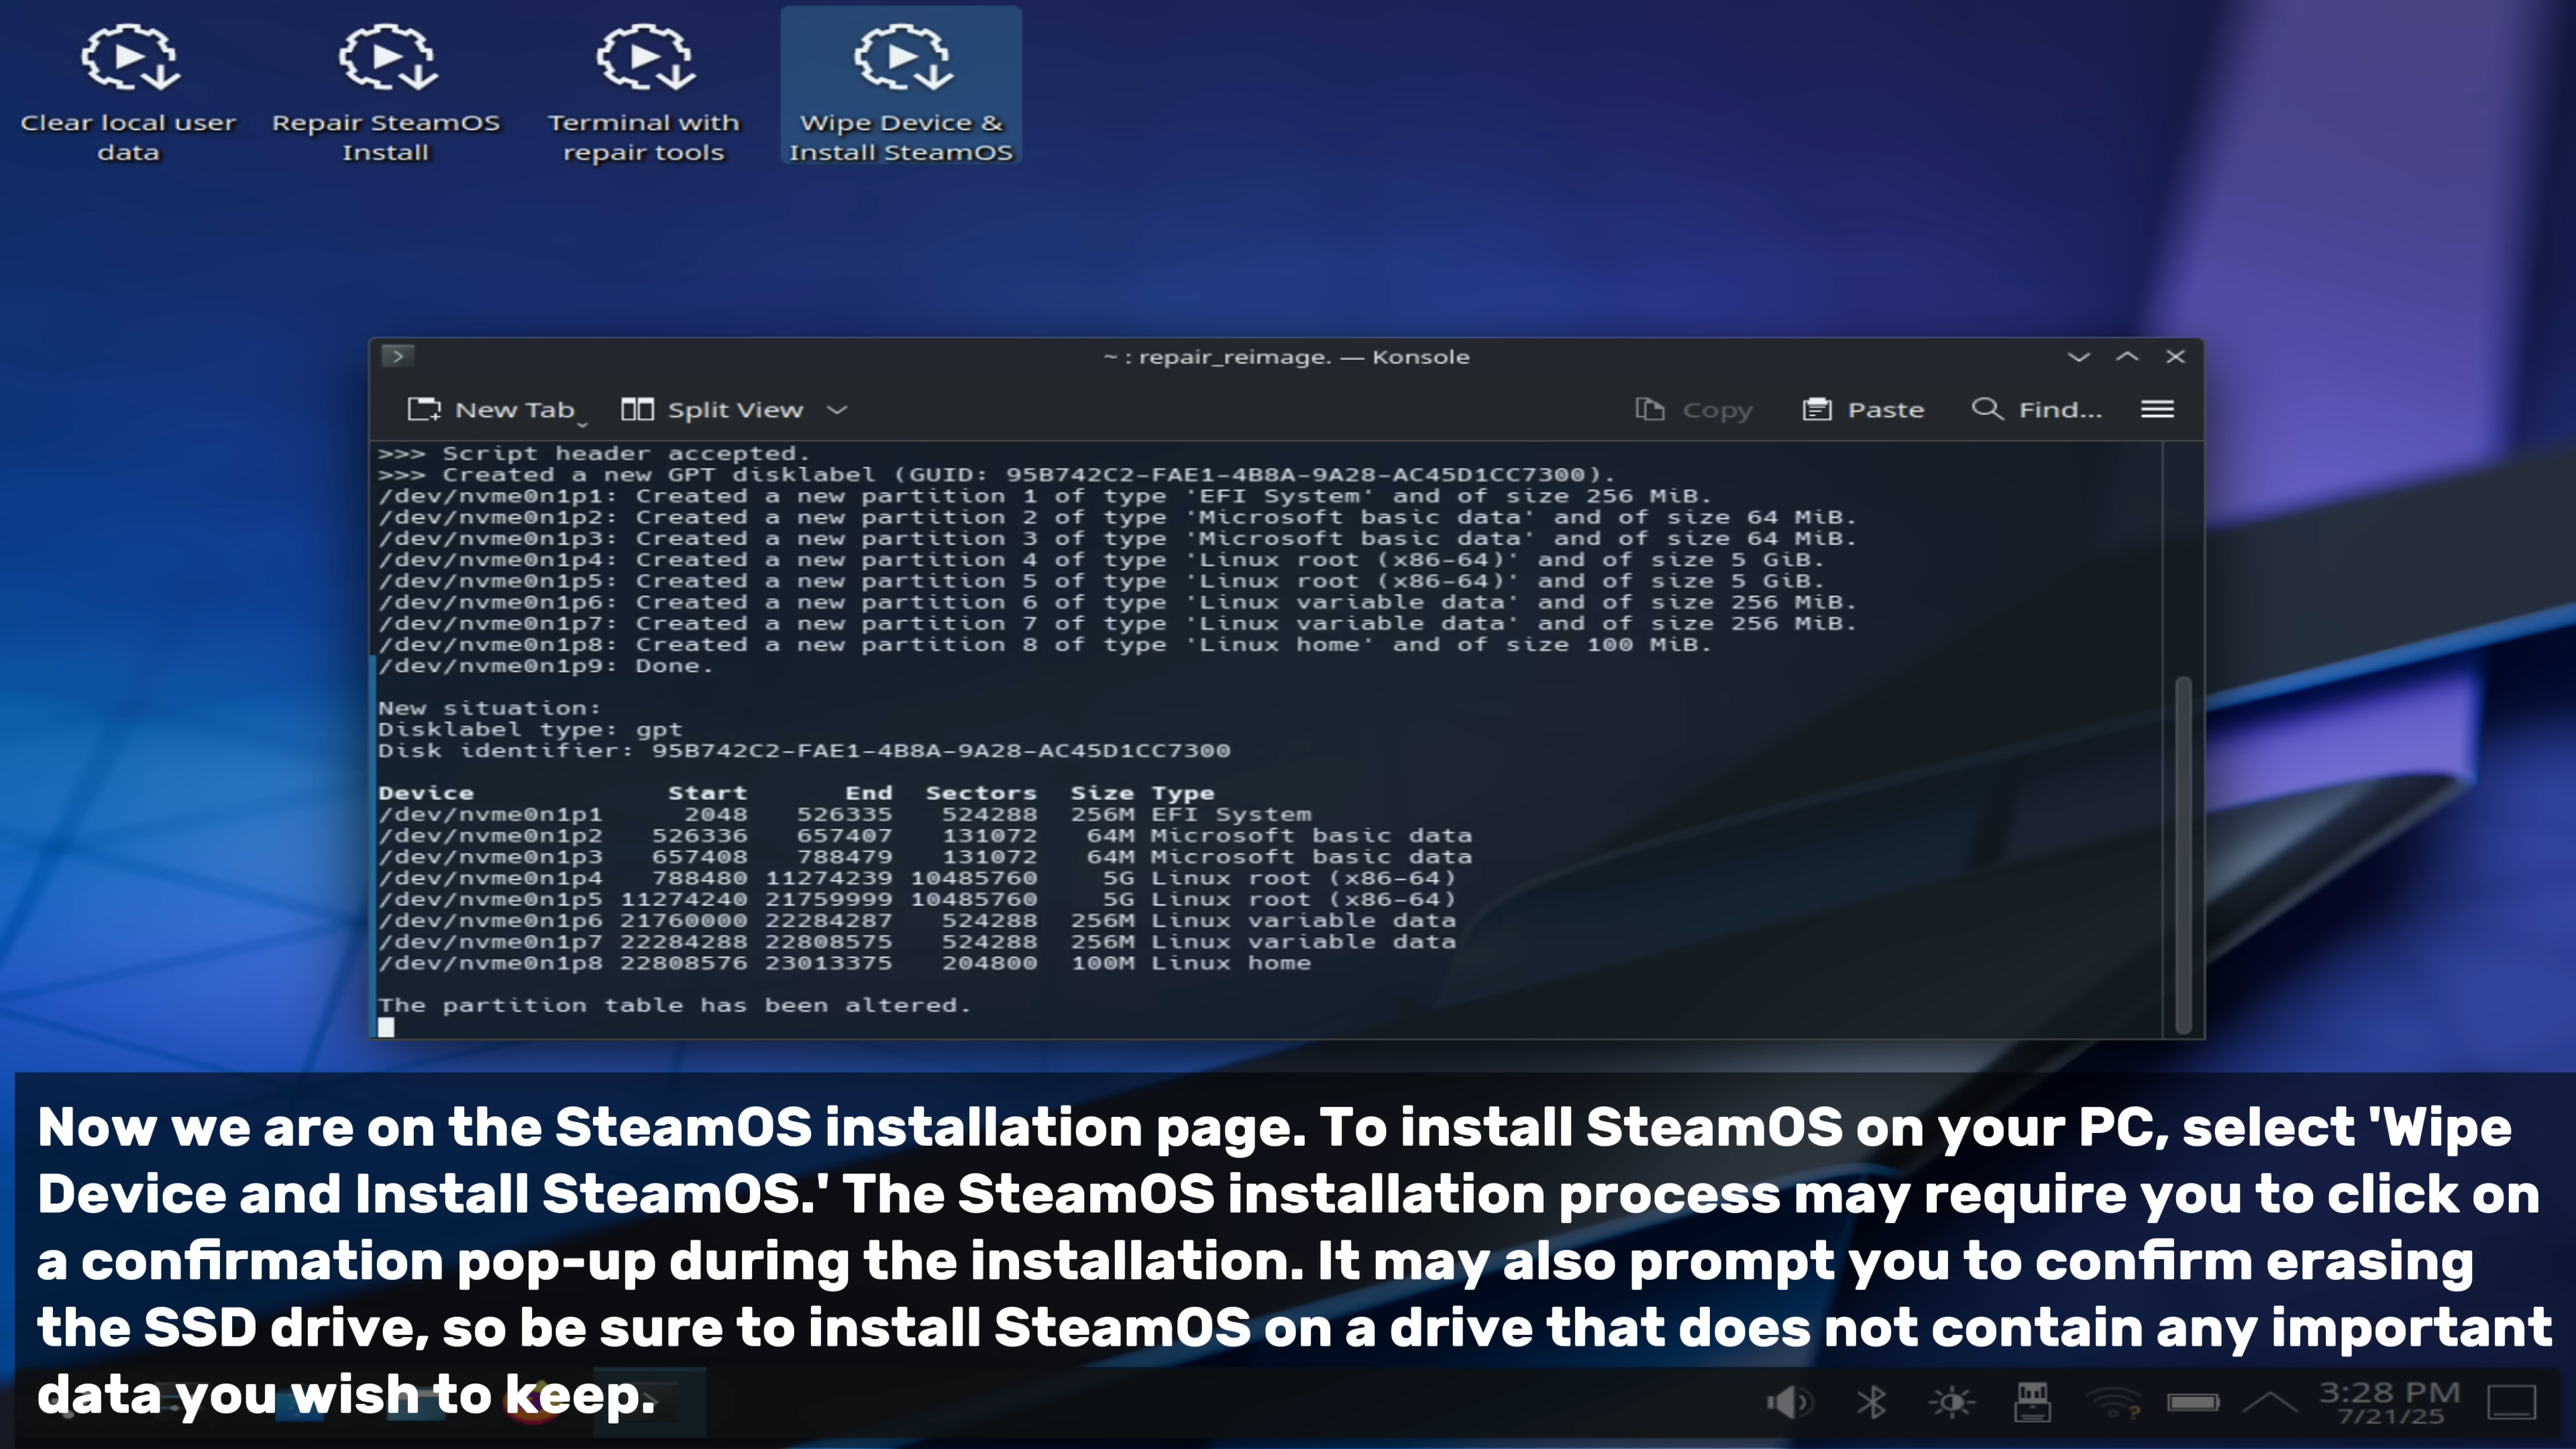 Clear local user
data
Repair SteamOS
Install
Terminal with
repair tools
Wipe Device &
Install SteamOS
~ : repair_reimage. — Konsole
New Tab
Split View
Copy
Paste
Find...
>>> Script header accepted.
>>> Created a new GPT disklabel (GUID: 95B742C2-FAE1-4B8A-9A28-AC45D1CC7300).
/dev/nvme0n1p1: Created a new partition 1 of type 'EFI System' and of size 256 MiB.
/dev/nvme0n1p2: Created a new partition 2 of type 'Microsoft basic data' and of size 64 MiB.
/dev/nvme0n1p3: Created a new partition 3 of type 'Microsoft basic data' and of size 64 MiB.
/dev/nvme0n1p4: Created a new partition 4 of type 'Linux root (x86-64)' and of size 5 GiB.
/dev/nvme0n1p5: Created a new partition 5 of type 'Linux root (x86-64)' and of size 5 GiB.
/dev/nvme0n1p6: Created a new partition 6 of type 'Linux variable data' and of size 256 MiB.
/dev/nvme0n1p7: Created a new partition 7 of type 'Linux variable data' and of size 256 MiB.
/dev/nvme0n1p8: Created a new partition 8 of type 'Linux home' and of size 100 MiB.
/dev/nvme0n1p9: Done.
New situation:
Disklabel type: gpt
Disk identifier: 95B742C2-FAE1-4B8A-9A28-AC45D1CC7300
Device Start End Sectors Size Type
/dev/nvme0n1p1 2048 526335 524288 256M EFI System
/dev/nvme0n1p2 526336 657407 131072 64M Microsoft basic data
/dev/nvme0n1p3 657408 788479 131072 64M Microsoft basic data
/dev/nvme0n1p4 788480 11274239 10485760 5G Linux root (x86-64)
/dev/nvme0n1p5 11274240 21759999 10485760 5G Linux root (x86-64)
/dev/nvme0n1p6 21760000 22284287 524288 256M Linux variable data
/dev/nvme0n1p7 22284288 22808575 524288 256M Linux variable data
/dev/nvme0n1p8 22808576 23013375 204800 100M Linux home
The partition table has been altered.
Now we are on the SteamOS installation page. To install SteamOS on your PC, select 'Wipe
Device and Install SteamOS.' The SteamOS installation process may require you to click on
a confirmation pop-up during the installation. It may also prompt you to confirm erasing
the SSD drive, so be sure to install SteamOS on a drive that does not contain any important
data you wish to keep.
3:28 PM
7/21/25